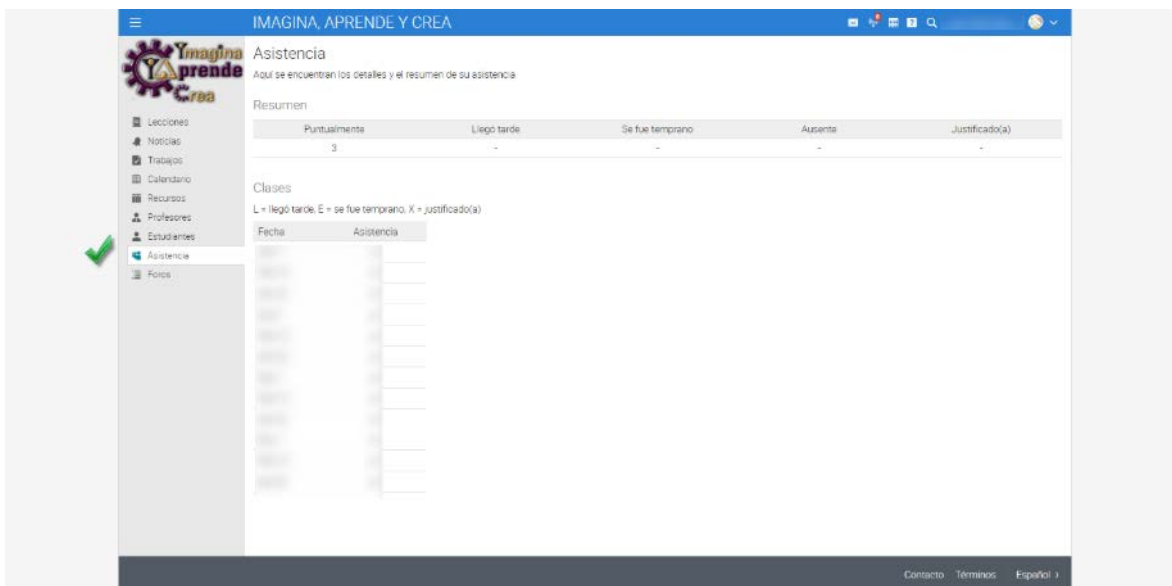 IMAGINA, APRENDE Y CREA
Ymagina
Aprende
Crea
Asistencia
Aquí se encuentran los detalles y el resumen de su asistencia
Resumen
Puntualmente Llegó tarde Se fue temprano Ausente Justificado(a)
3 - - - -
Lecciones
Noticias
Trabajos
Calendario
Recursos
Profesores
Estudiantes
Asistencia
Foros
Clases
L = llegó tarde, E = se fue temprano, X = justificado(a)
Fecha Asistencia
Contacto Términos Español ›